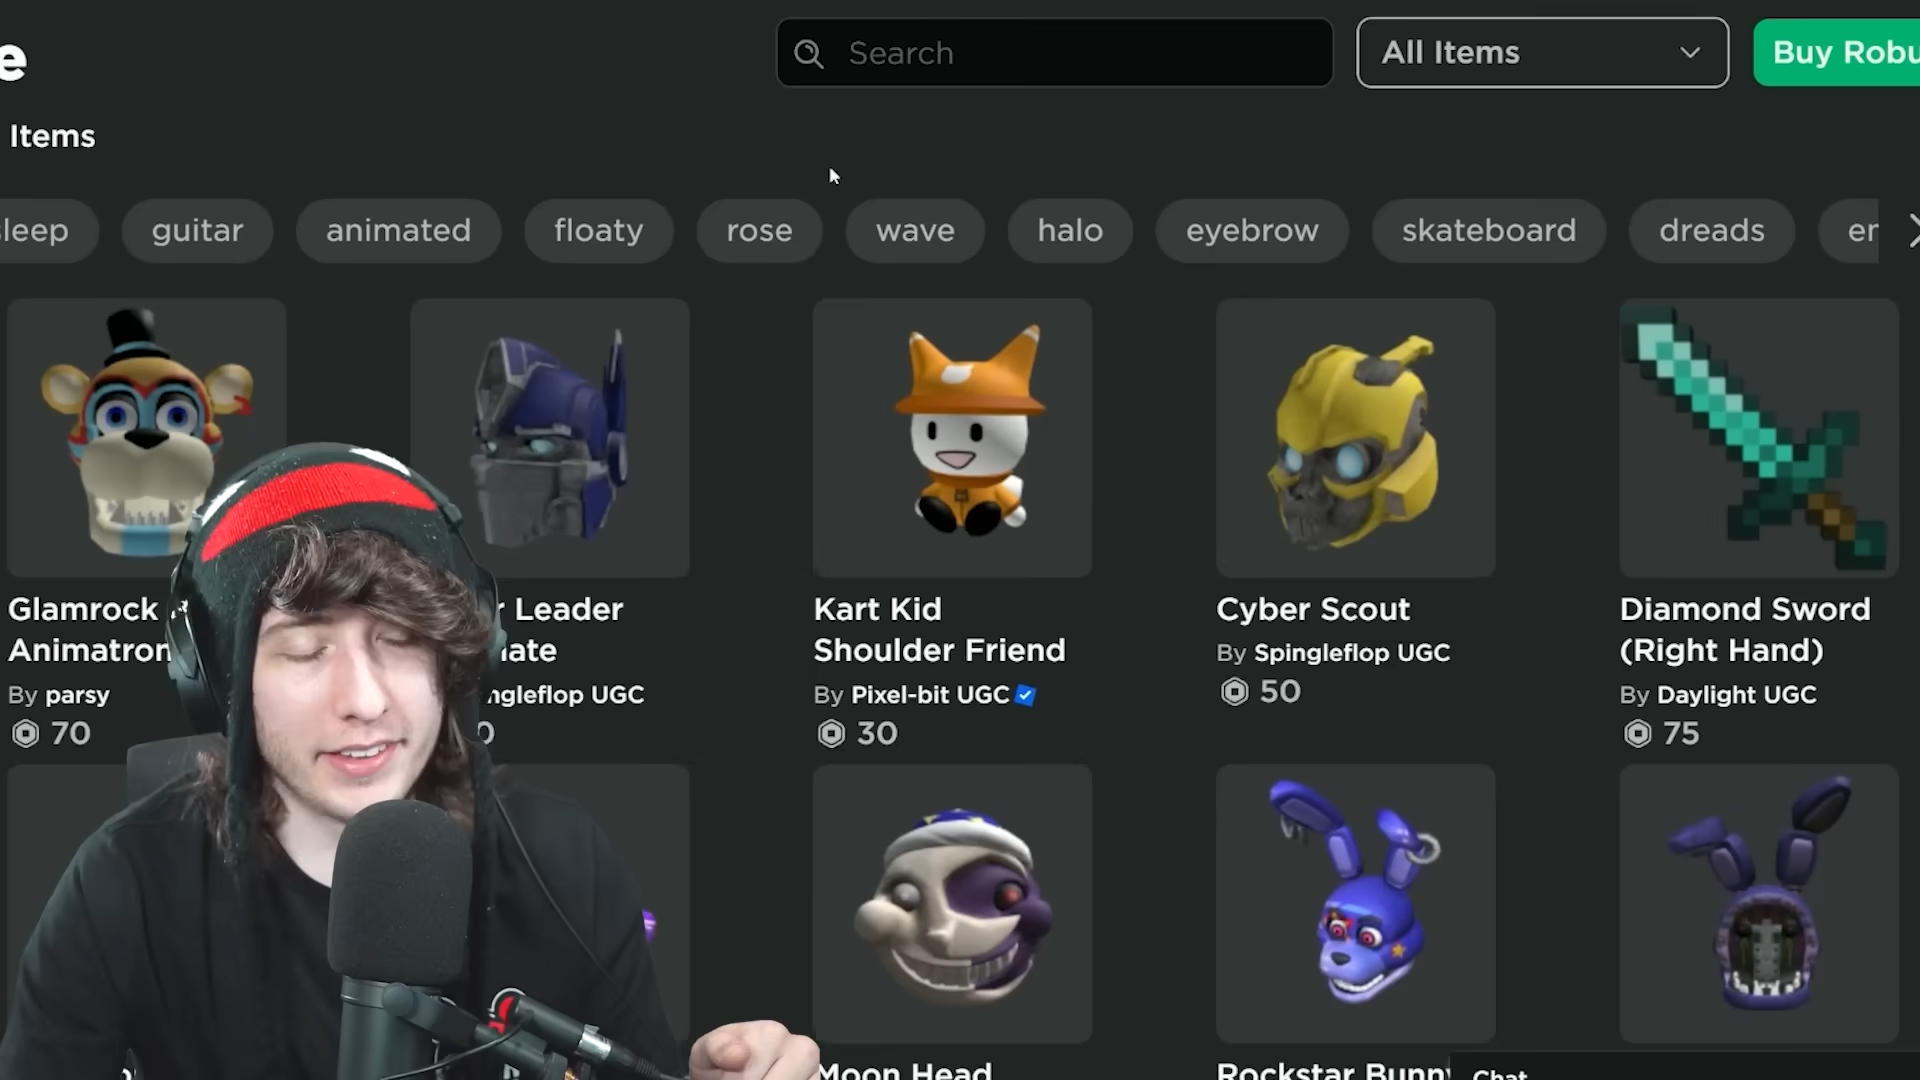 e
Search
All Items
Buy Robu
Items
leep
guitar
animated
floaty
rose
wave
halo
eyebrow
skateboard
dreads
er
Glamrock
Animatron
By parsy
70
r Leader
ate
ngleflop UGC
0
Kart Kid
Shoulder Friend
By Pixel-bit UGC
30
Cyber Scout
By Spingleflop UGC
50
Diamond Sword
(Right Hand)
By Daylight UGC
75
Moon Head
Rockstar Bunny
Chat